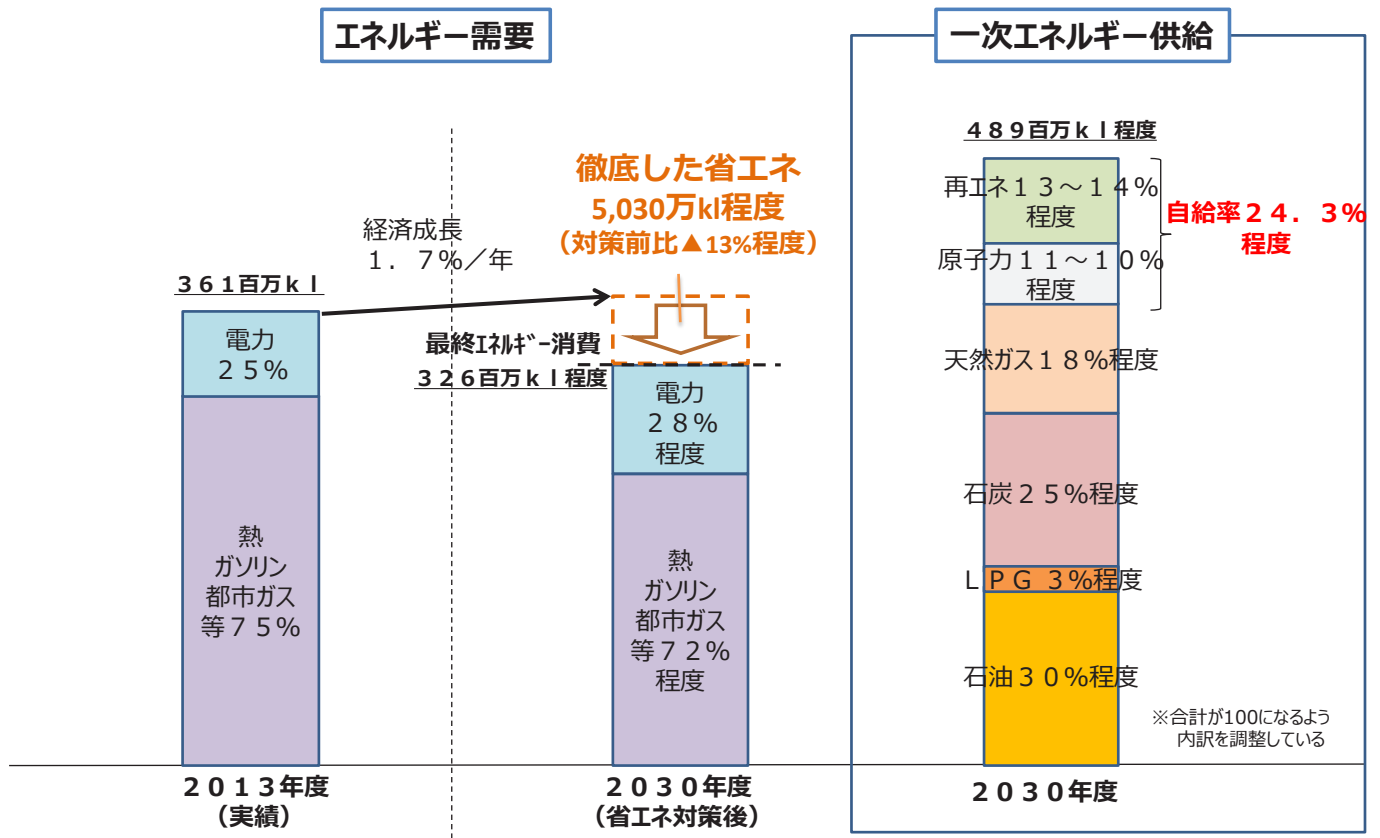 エネルギー需要
一次エネルギー供給
経済成長
１．７％／年
徹底した省エネ
5,030万kl程度
（対策前比▲13%程度）
３６１百万ｋｌ
電力
２５％
熱
ガソリン
都市ガス
等７５％
２０１３年度
（実績）
最終ｴﾈﾙｷﾞｰ消費
３２６百万ｋｌ程度
電力
２８％
程度
熱
ガソリン
都市ガス
等７２％
程度
２０３０年度
（省エネ対策後）
４８９百万ｋｌ程度
再エネ１３～１４％
程度
原子力１１～１０％
程度
自給率２４．３％
程度
天然ガス１８％程度
石炭２５％程度
ＬＰＧ ３％程度
石油３０％程度
※合計が100になるよう
内訳を調整している
２０３０年度